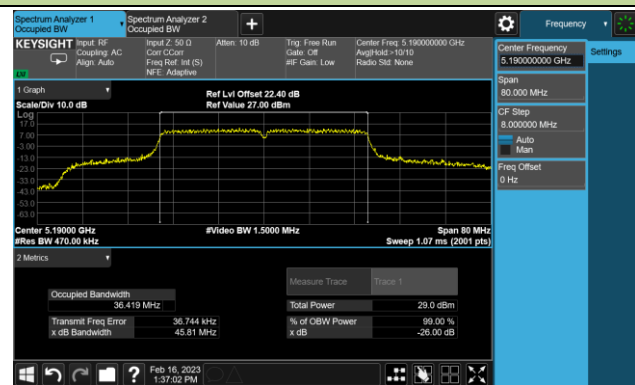 Spectrum Analyzer 1
Occupied BW
Spectrum Analyzer 2
Occupied BW
Frequency
KEYSIGHT
Input: RF
Coupling: AC
Align: Auto
Input Z: 50 Ω
Corr CCorr
Freq Ref: Int (S)
NFE: Adaptive
Atten: 10 dB
Trig: Free Run
Gate: Off
#IF Gain: Low
Center Freq: 5.190000000 GHz
Avg|Hold:>10/10
Radio Std: None
LXI
Center Frequency
5.190000000 GHz
Settings
Span
80.000 MHz
CF Step
8.000000 MHz
Auto
Man
Freq Offset
0 Hz
1 Graph
Scale/Div 10.0 dB
Ref Lvl Offset 22.40 dB
Ref Value 27.00 dBm
Log
17.0
7.00
-3.00
-13.0
-23.0
-33.0
-43.0
-53.0
-63.0
Center 5.19000 GHz
#Res BW 470.00 kHz
#Video BW 1.5000 MHz
Span 80 MHz
Sweep 1.07 ms (2001 pts)
2 Metrics
Measure Trace
Trace 1
Occupied Bandwidth
36.419 MHz
Total Power
29.0 dBm
Transmit Freq Error
36.744 kHz
% of OBW Power
99.00 %
x dB Bandwidth
45.81 MHz
x dB
-26.00 dB
?
Feb 16, 2023
1:37:02 PM